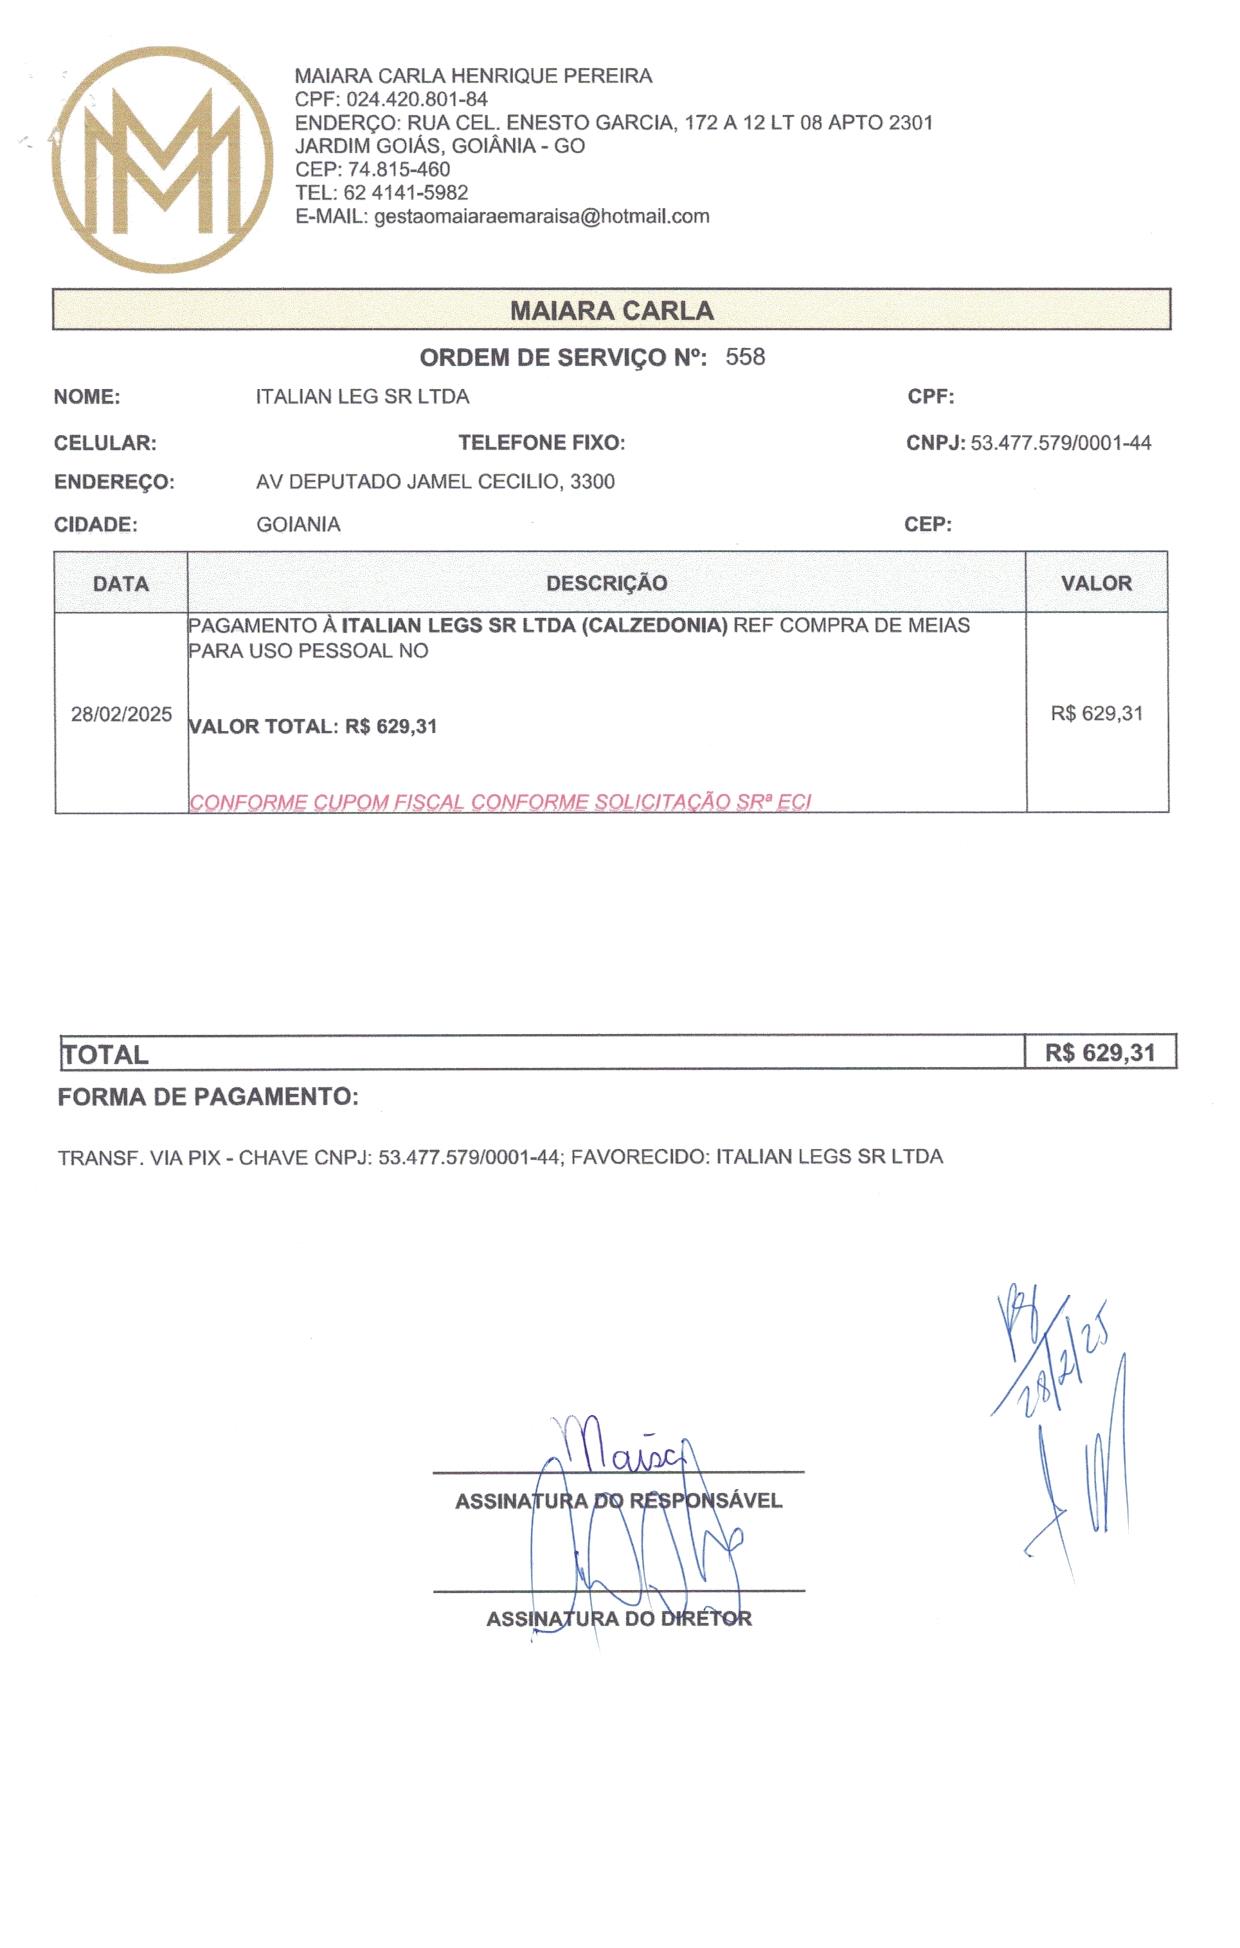 MAIARA CARLA HENRIQUE PEREIRA
CPF: 024.420.801-84
ENDERÇO: RUA CEL. ENESTO GARCIA, 172 A 12 LT 08 APTO 2301
JARDIM GOIÁS, GOIÂNIA - GO
CEP: 74.815-460
TEL: 62 4141-5982
E-MAIL: gestaomaiaraemaraisa@hotmail.com
MAIARA CARLA
ORDEM DE SERVIÇO Nº: 558
NOME: ITALIAN LEG SR LTDA CPF:
CELULAR: TELEFONE FIXO: CNPJ: 53.477.579/0001-44
ENDEREÇO: AV DEPUTADO JAMEL CECILIO, 3300
CIDADE: GOIANIA CEP:
DATA DESCRIÇÃO VALOR
PAGAMENTO À ITALIAN LEGS SR LTDA (CALZEDONIA) REF COMPRA DE MEIAS
PARA USO PESSOAL NO
28/02/2025 R$ 629,31
VALOR TOTAL: R$ 629,31
CONFORME CUPOM FISCAL CONFORME SOLICITAÇÃO SRª ECI
TOTAL R$ 629,31
FORMA DE PAGAMENTO:
TRANSF. VIA PIX - CHAVE CNPJ: 53.477.579/0001-44; FAVORECIDO: ITALIAN LEGS SR LTDA
28/2/25
ASSINATURA DO RESPONSÁVEL
ASSINATURA DO DIRETOR